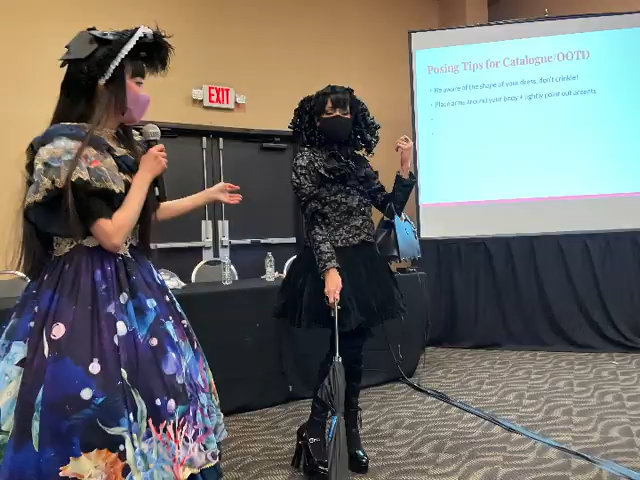 EXIT
Posing Tips for Catalogue/OOTD
• Be aware of the shape of your dress, don't crinkle!
• Place arms around your body + lightly point out accents